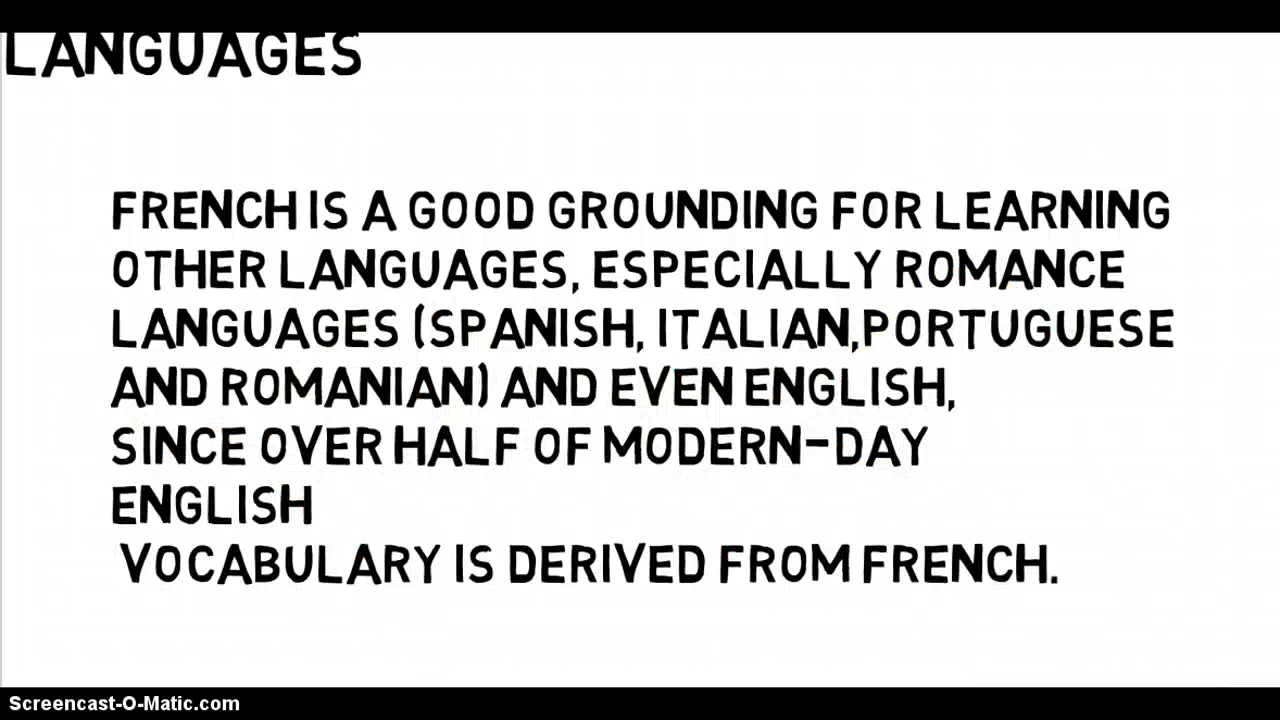 LANGUAGES
FRENCH IS A GOOD GROUNDING FOR LEARNING
OTHER LANGUAGES, ESPECIALLY ROMANCE
LANGUAGES (SPANISH, ITALIAN,PORTUGUESE
AND ROMANIAN) AND EVEN ENGLISH,
SINCE OVER HALF OF MODERN-DAY
ENGLISH
VOCABULARY IS DERIVED FROM FRENCH.
Screencast-O-Matic.com